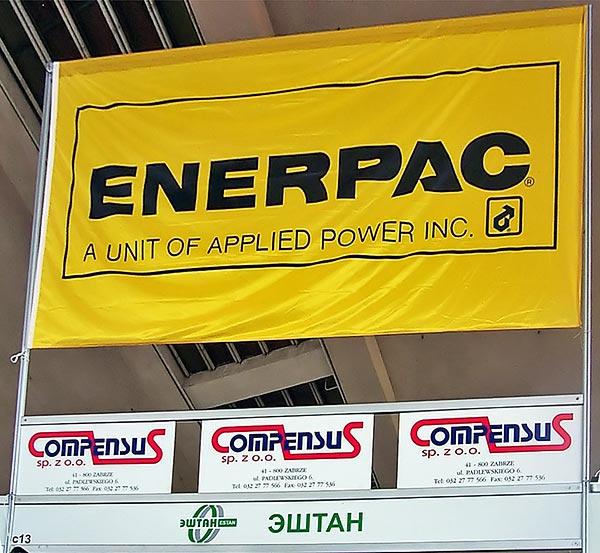 ENERPAC®
A UNIT OF APPLIED POWER INC.
COMPENSUS
sp. z o.o.
41 - 800 ZABRZE
ul. PADLEWSKIEGO 6.
Tel: 032 27 77 566 Fax: 032 27 77 536
COMPENSUS
sp. z o.o.
41 - 800 ZABRZE
ul. PADLEWSKIEGO 6.
Tel: 032 27 77 566 Fax: 032 27 77 536
COMPENSUS
sp. z o.o.
41 - 800 ZABRZE
ul. PADLEWSKIEGO 6.
Tel: 032 27 77 566 Fax: 032 27 77 536
ЭШТАН ESTAN ЭШТАН
c13